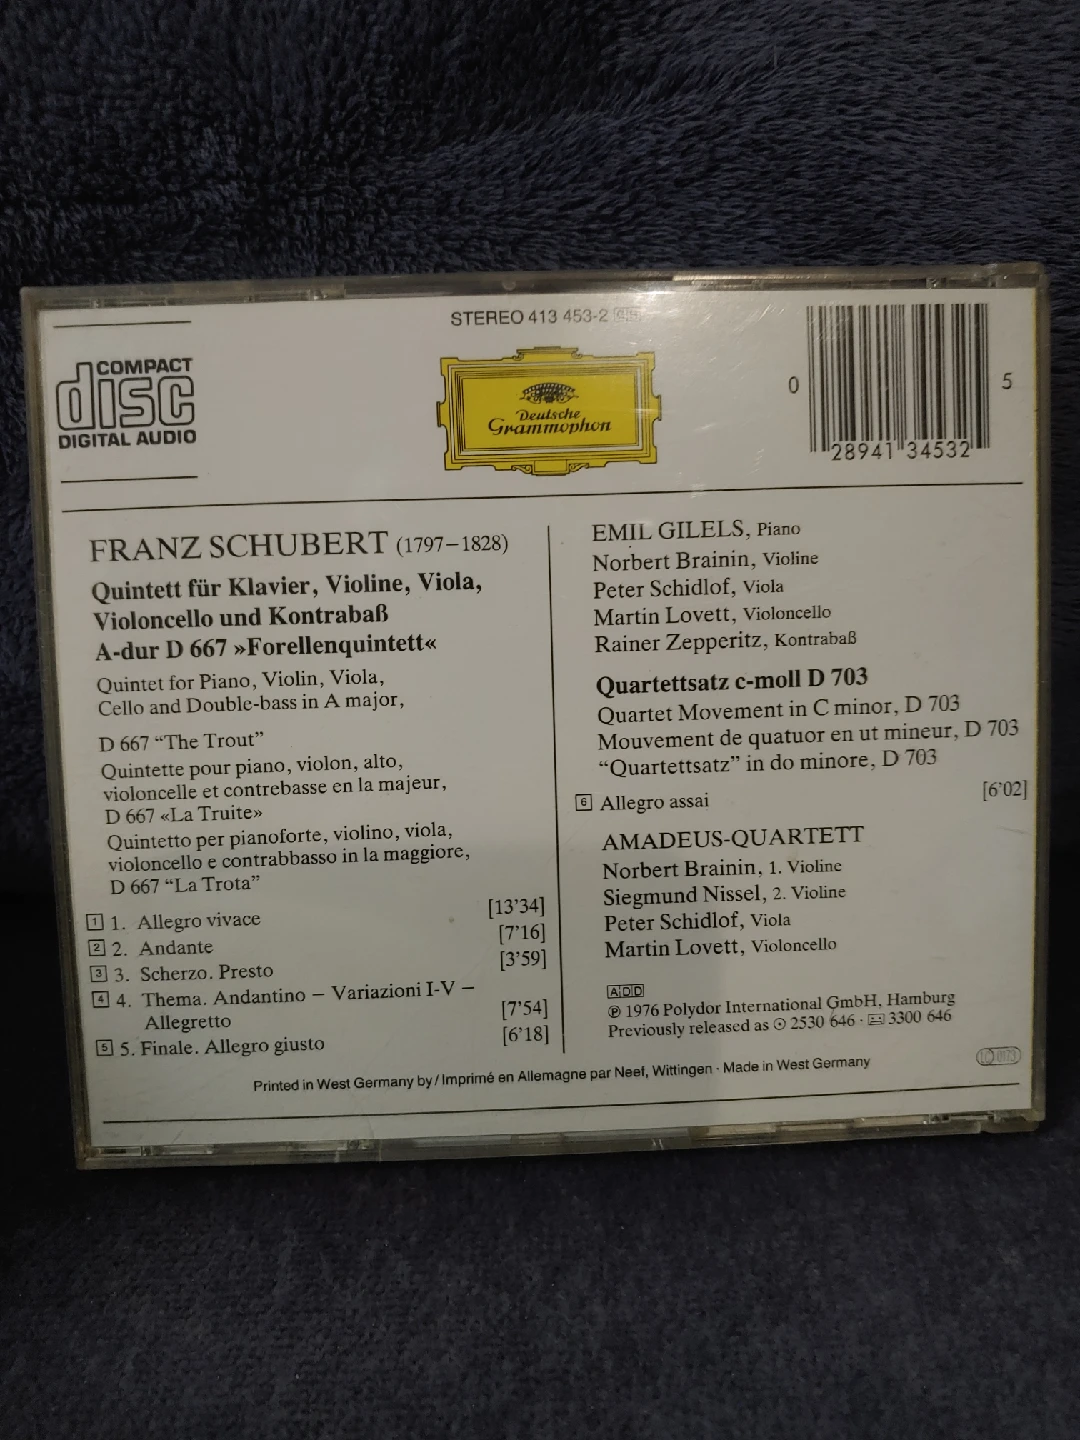 STEREO 413 453-2 GH
COMPACT
disc
DIGITAL AUDIO
Deutsche
Grammophon
0 28941 34532 5
FRANZ SCHUBERT (1797–1828)
Quintett für Klavier, Violine, Viola,
Violoncello und Kontrabaß
A-dur D 667 »Forellenquintett«
Quintet for Piano, Violin, Viola,
Cello and Double-bass in A major,
D 667 “The Trout”
Quintette pour piano, violon, alto,
violoncelle et contrebasse en la majeur,
D 667 «La Truite»
Quintetto per pianoforte, violino, viola,
violoncello e contrabbasso in la maggiore,
D 667 “La Trota”
1 1. Allegro vivace [13'34]
2 2. Andante [7'16]
3 3. Scherzo. Presto [3'59]
4 4. Thema. Andantino – Variazioni I-V –
Allegretto [7'54]
5 5. Finale. Allegro giusto [6'18]
EMIL GILELS, Piano
Norbert Brainin, Violine
Peter Schidlof, Viola
Martin Lovett, Violoncello
Rainer Zepperitz, Kontrabaß
Quartettsatz c-moll D 703
Quartet Movement in C minor, D 703
Mouvement de quatuor en ut mineur, D 703
“Quartettsatz” in do minore, D 703
6 Allegro assai [6'02]
AMADEUS-QUARTETT
Norbert Brainin, 1. Violine
Siegmund Nissel, 2. Violine
Peter Schidlof, Viola
Martin Lovett, Violoncello
ADD
℗ 1976 Polydor International GmbH, Hamburg
Previously released as 2530 646 · 3300 646
LC 0173
Printed in West Germany by / Imprimé en Allemagne par Neef, Wittingen · Made in West Germany